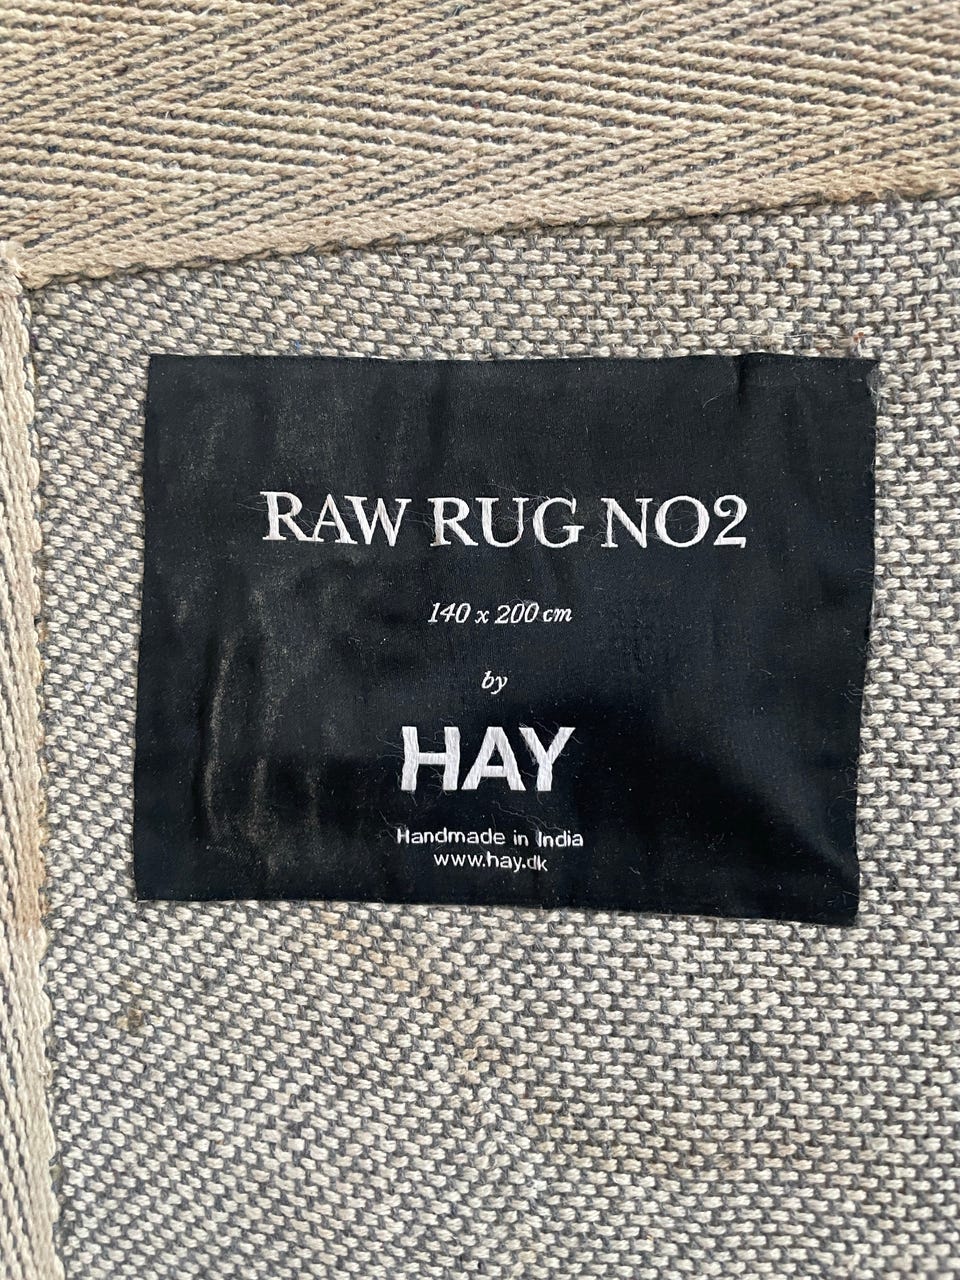 RAW RUG NO2
140 x 200 cm
by
HAY
Handmade in India
www.hay.dk